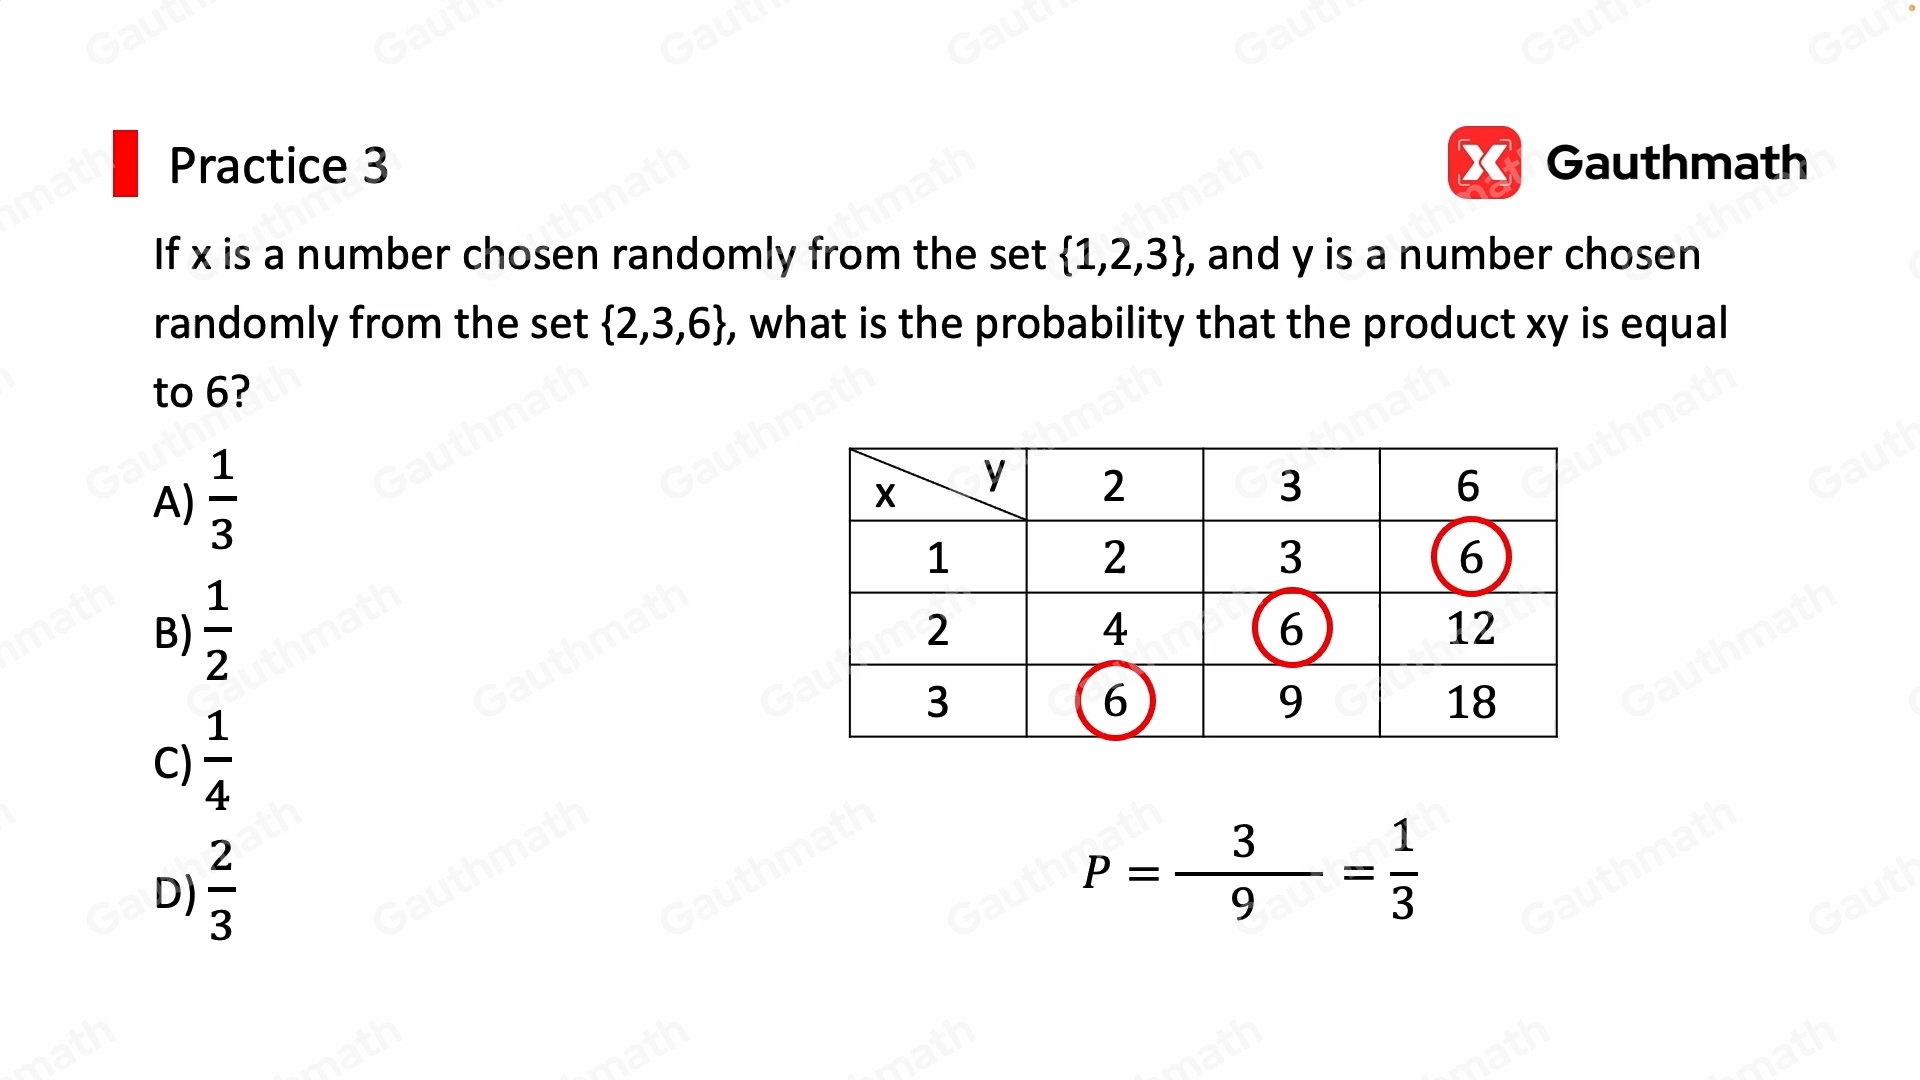 Practice 3
Gauthmath
If x is a number chosen randomly from the set {1,2,3}, and y is a number chosen
randomly from the set {2,3,6}, what is the probability that the product xy is equal
to 6?
A) 1/3
B) 1/2
C) 1/4
D) 2/3
x y 2 3 6
1 2 3 6
2 4 6 12
3 6 9 18
P = 3/9 = 1/3